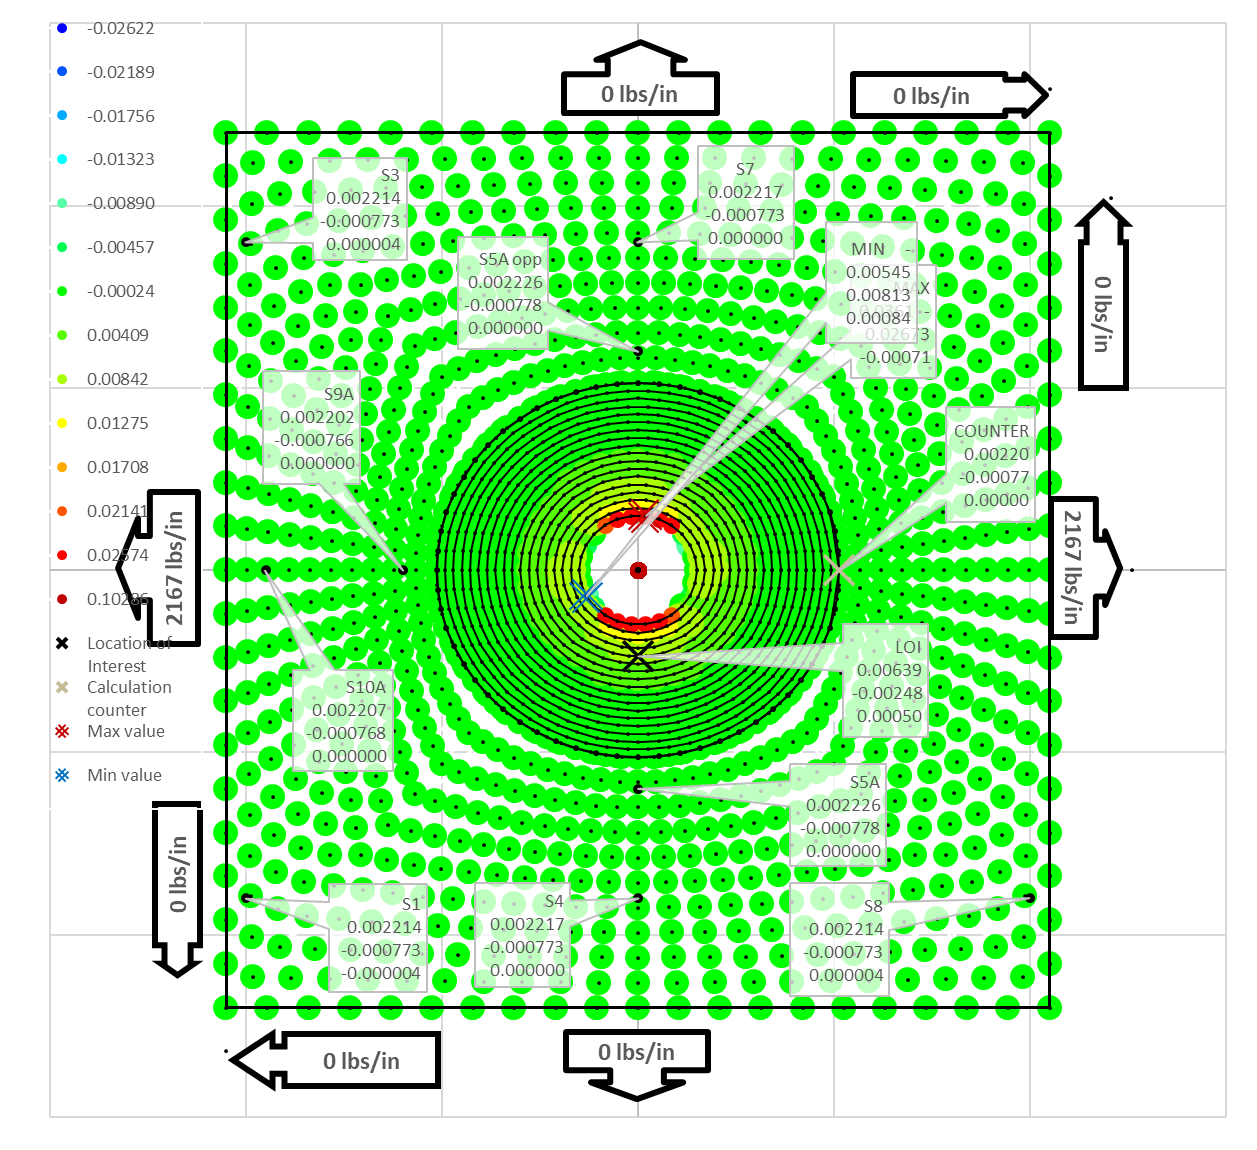 -0.02622
-0.02189
-0.01756
-0.01323
-0.00890
-0.00457
-0.00024
0.00409
0.00842
0.01275
0.01708
0.02141
0.02574
0.10286
Location of
Interest
Calculation
counter
Max value
Min value
0 lbs/in
0 lbs/in
0 lbs/in
2167 lbs/in
2167 lbs/in
0 lbs/in
0 lbs/in
0 lbs/in
S3
0.002214
-0.000773
0.000004
S7
0.002217
-0.000773
0.000000
S5A opp
0.002226
-0.000778
0.000000
MIN -
0.00545
0.00813
0.00084
MAX
-
0.02673
-0.00071
S9A
0.002202
-0.000766
0.000000
COUNTER
0.00220
-0.00077
0.00000
LOI
0.00639
-0.00248
0.00050
S10A
0.002207
-0.000768
0.000000
S5A
0.002226
-0.000778
0.000000
S1
0.002214
-0.000773
-0.000004
S4
0.002217
-0.000773
0.000000
S8
0.002214
-0.000773
0.000004